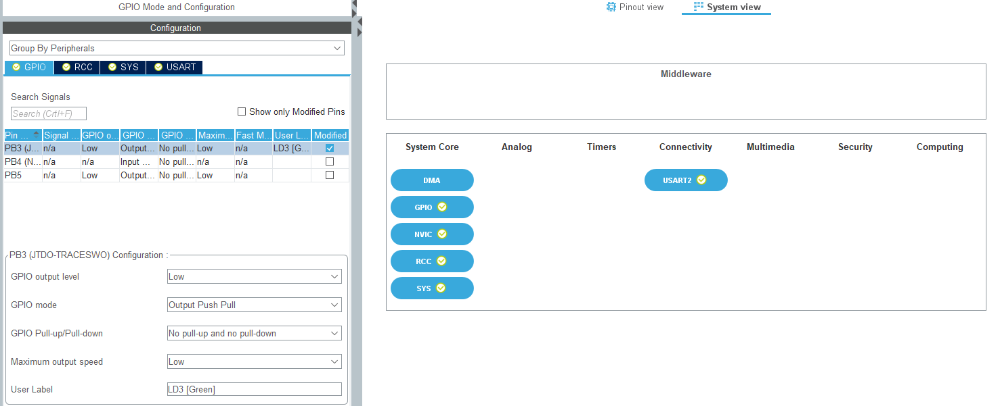 GPIO Mode and Configuration
Configuration
Group By Peripherals
GPIO RCC SYS USART
Search Signals
Search (Crtl+F)
Show only Modified Pins
Pin ... Signal ... GPIO o... GPIO ... GPIO ... Maxim... Fast M... User L... Modified
PB3 (J... n/a Low Output... No pull... Low n/a LD3 [G...
PB4 (N... n/a n/a Input ... No pull... n/a n/a
PB5 n/a Low Output... No pull... Low n/a
PB3 (JTDO-TRACESWO) Configuration :
GPIO output level Low
GPIO mode Output Push Pull
GPIO Pull-up/Pull-down No pull-up and no pull-down
Maximum output speed Low
User Label LD3 [Green]
Pinout view System view
Middleware
System Core Analog Timers Connectivity Multimedia Security Computing
DMA USART2
GPIO
NVIC
RCC
SYS